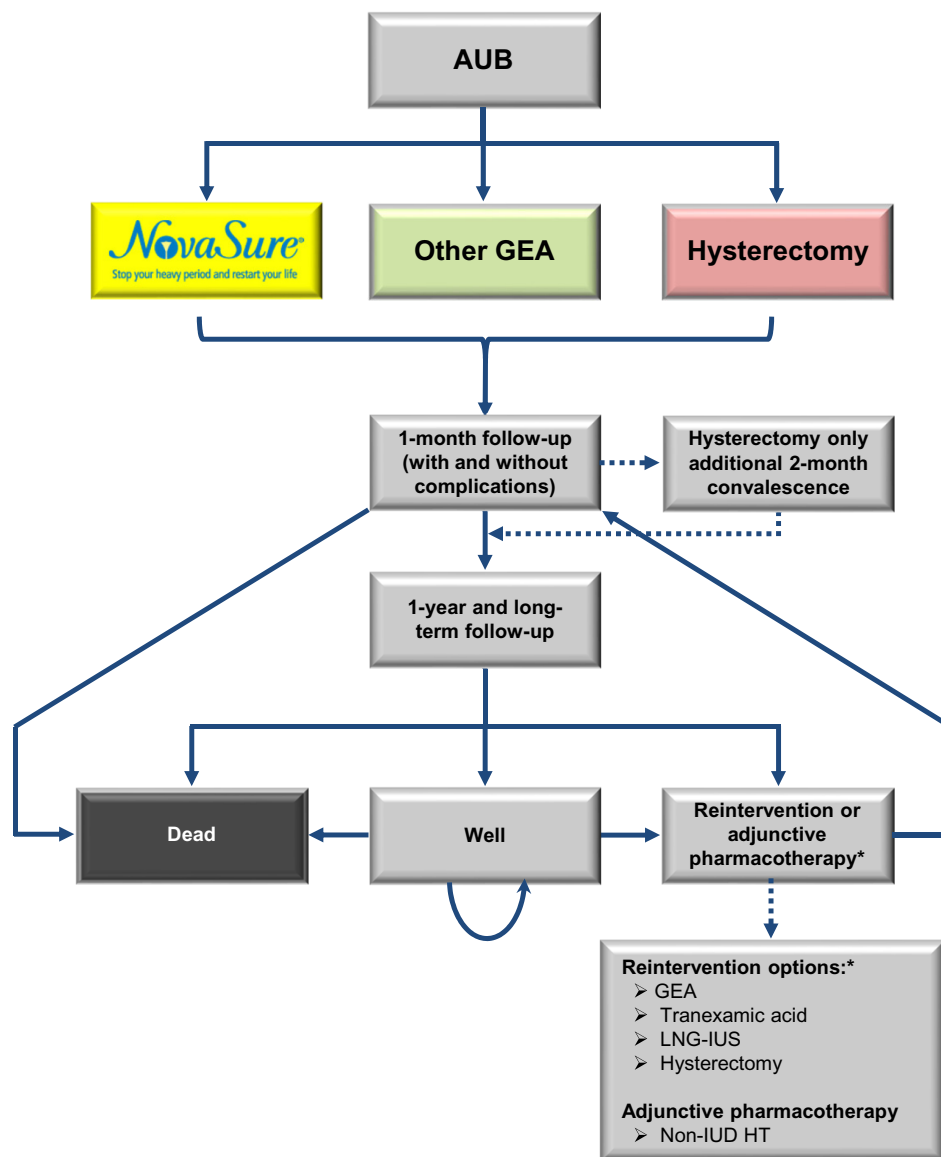 AUB
NovaSure®
Stop your heavy period and restart your life
Other GEA
Hysterectomy
1-month follow-up
(with and without
complications)
Hysterectomy only
additional 2-month
convalescence
1-year and long-
term follow-up
Dead
Well
Reintervention or
adjunctive
pharmacotherapy*
Reintervention options:*
➢ GEA
➢ Tranexamic acid
➢ LNG-IUS
➢ Hysterectomy
Adjunctive pharmacotherapy
➢ Non-IUD HT